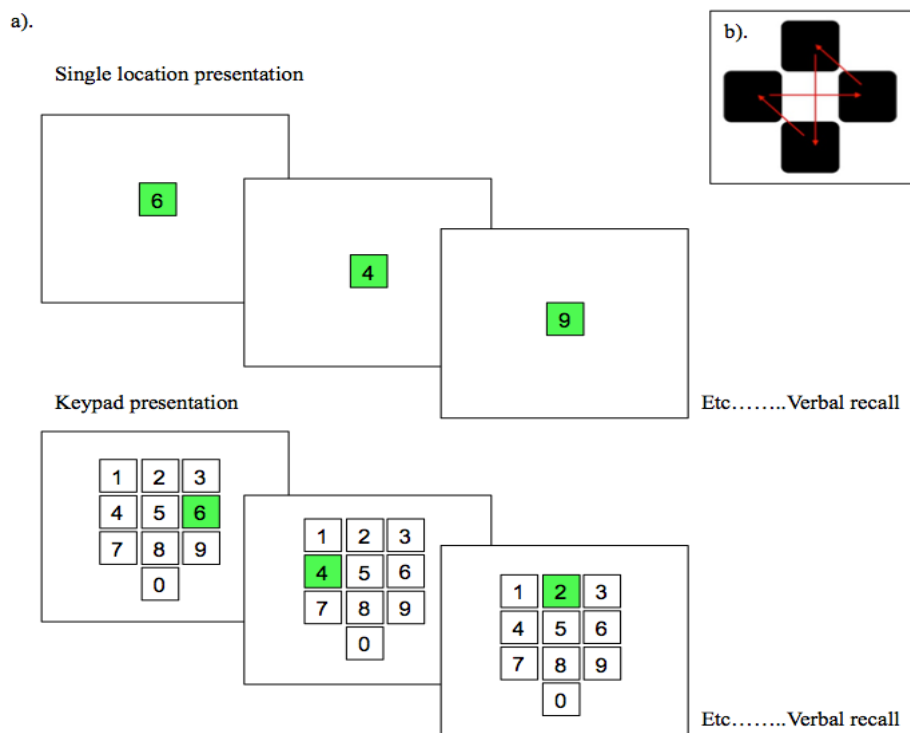 a).
b).
Single location presentation
6
4
9
Etc……..Verbal recall
Keypad presentation
1 2 3
4 5 6
7 8 9
0
1 2 3
4 5 6
7 8 9
0
1 2 3
4 5 6
7 8 9
0
Etc……..Verbal recall